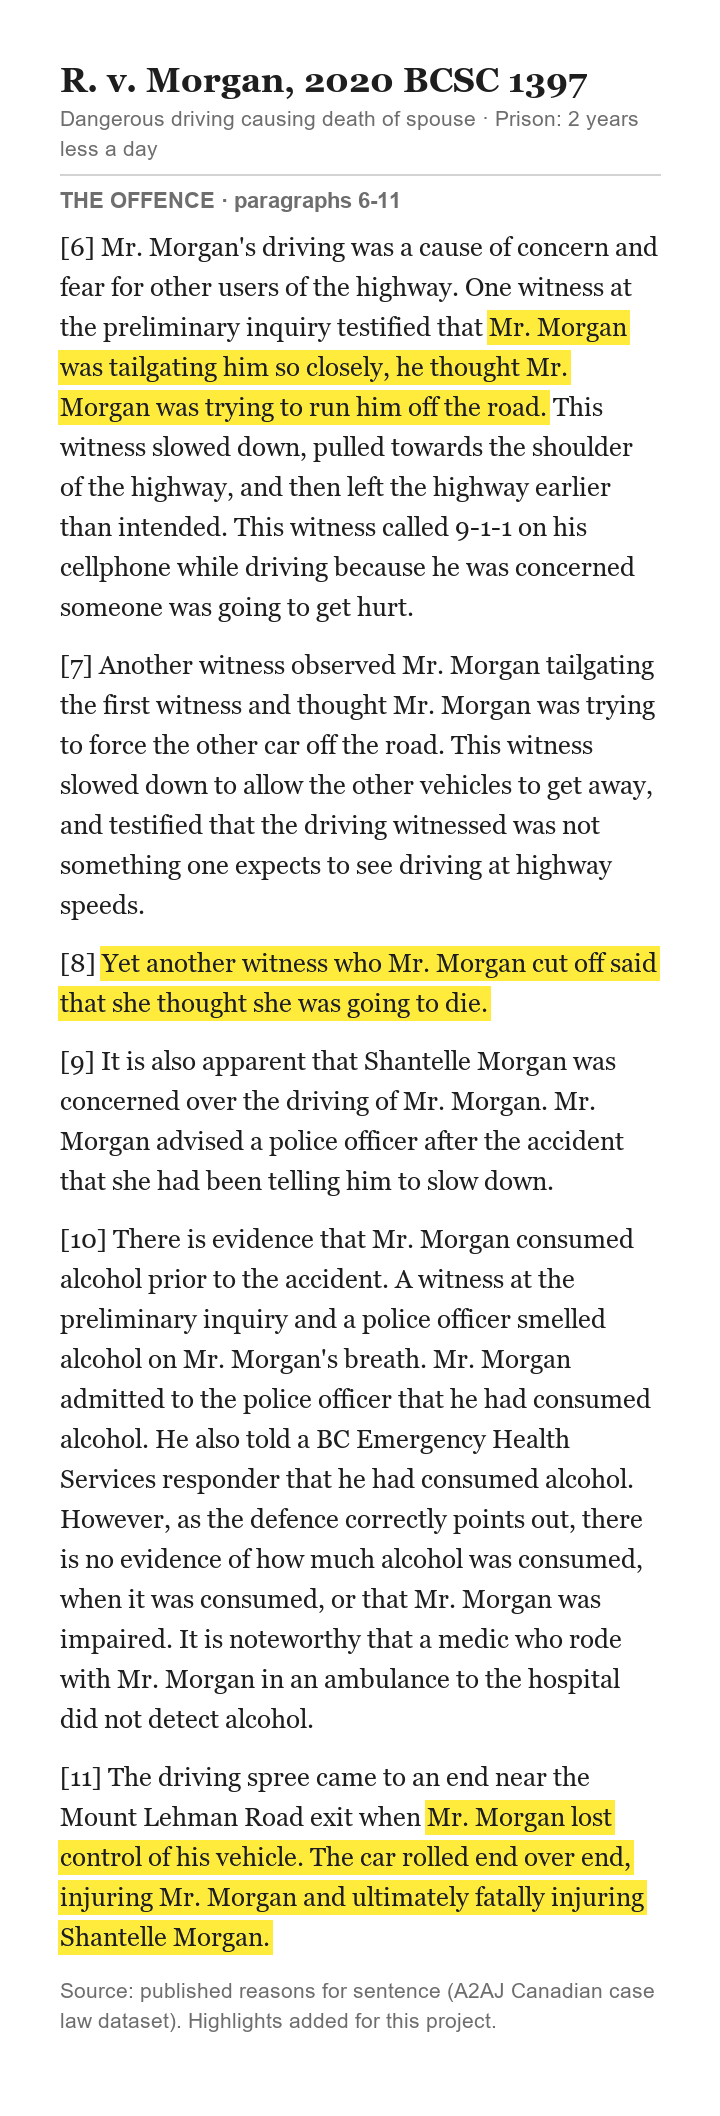 R. v. Morgan, 2020 BCSC 1397
Dangerous driving causing death of spouse · Prison: 2 years
less a day
THE OFFENCE · paragraphs 6-11
[6] Mr. Morgan's driving was a cause of concern and
fear for other users of the highway. One witness at
the preliminary inquiry testified that Mr. Morgan
was tailgating him so closely, he thought Mr.
Morgan was trying to run him off the road. This
witness slowed down, pulled towards the shoulder
of the highway, and then left the highway earlier
than intended. This witness called 9-1-1 on his
cellphone while driving because he was concerned
someone was going to get hurt.
[7] Another witness observed Mr. Morgan tailgating
the first witness and thought Mr. Morgan was trying
to force the other car off the road. This witness
slowed down to allow the other vehicles to get away,
and testified that the driving witnessed was not
something one expects to see driving at highway
speeds.
[8] Yet another witness who Mr. Morgan cut off said
that she thought she was going to die.
[9] It is also apparent that Shantelle Morgan was
concerned over the driving of Mr. Morgan. Mr.
Morgan advised a police officer after the accident
that she had been telling him to slow down.
[10] There is evidence that Mr. Morgan consumed
alcohol prior to the accident. A witness at the
preliminary inquiry and a police officer smelled
alcohol on Mr. Morgan's breath. Mr. Morgan
admitted to the police officer that he had consumed
alcohol. He also told a BC Emergency Health
Services responder that he had consumed alcohol.
However, as the defence correctly points out, there
is no evidence of how much alcohol was consumed,
when it was consumed, or that Mr. Morgan was
impaired. It is noteworthy that a medic who rode
with Mr. Morgan in an ambulance to the hospital
did not detect alcohol.
[11] The driving spree came to an end near the
Mount Lehman Road exit when Mr. Morgan lost
control of his vehicle. The car rolled end over end,
injuring Mr. Morgan and ultimately fatally injuring
Shantelle Morgan.
Source: published reasons for sentence (A2AJ Canadian case
law dataset). Highlights added for this project.